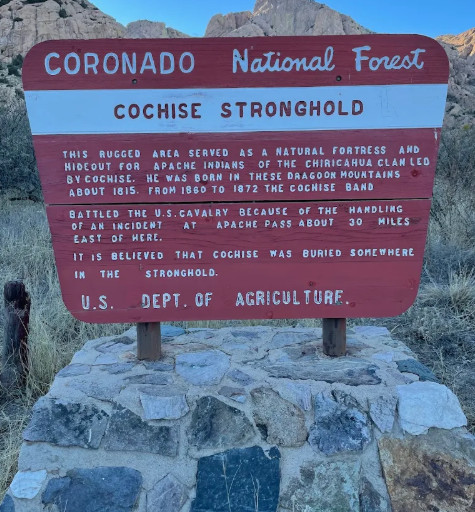 CORONADO National Forest
COCHISE STRONGHOLD
THIS RUGGED AREA SERVED AS A NATURAL FORTRESS AND
HIDEOUT FOR APACHE INDIANS OF THE CHIRICAHUA CLAN LED
BY COCHISE. HE WAS BORN IN THESE DRAGOON MOUNTAINS
ABOUT 1815. FROM 1860 TO 1872 THE COCHISE BAND
BATTLED THE U.S. CAVALRY BECAUSE OF THE HANDLING
OF AN INCIDENT AT APACHE PASS ABOUT 30 MILES
EAST OF HERE.
IT IS BELIEVED THAT COCHISE WAS BURIED SOMEWHERE
IN THE STRONGHOLD.
U.S. DEPT. OF AGRICULTURE.